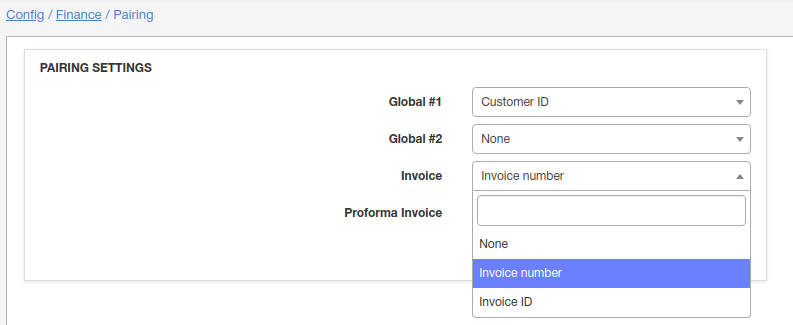 Config / Finance / Pairing
PAIRING SETTINGS
Global #1 Customer ID
Global #2 None
Invoice Invoice number
Proforma Invoice
None
Invoice number
Invoice ID